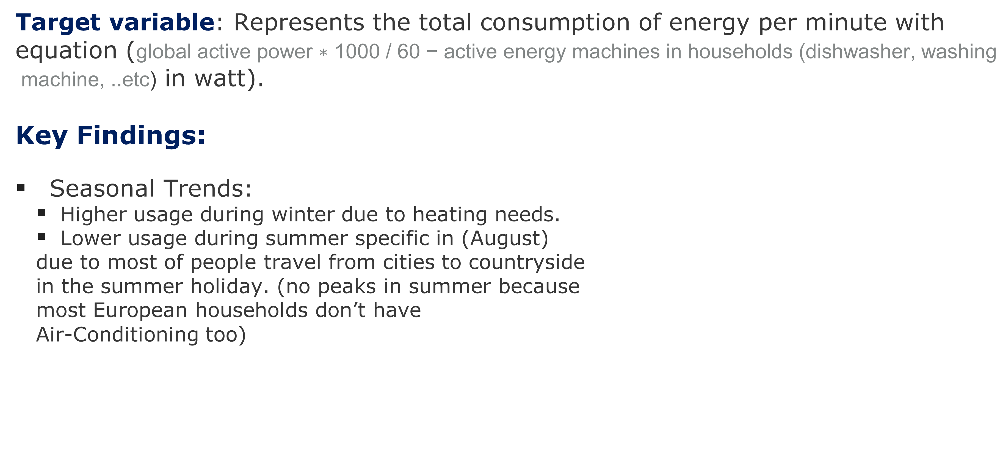 Target variable: Represents the total consumption of energy per minute with
equation (global active power ∗ 1000 / 60 − active energy machines in households (dishwasher, washing
machine, ..etc) in watt).
Key Findings:
▪ Seasonal Trends:
▪ Higher usage during winter due to heating needs.
▪ Lower usage during summer specific in (August)
due to most of people travel from cities to countryside
in the summer holiday. (no peaks in summer because
most European households don’t have
Air-Conditioning too)